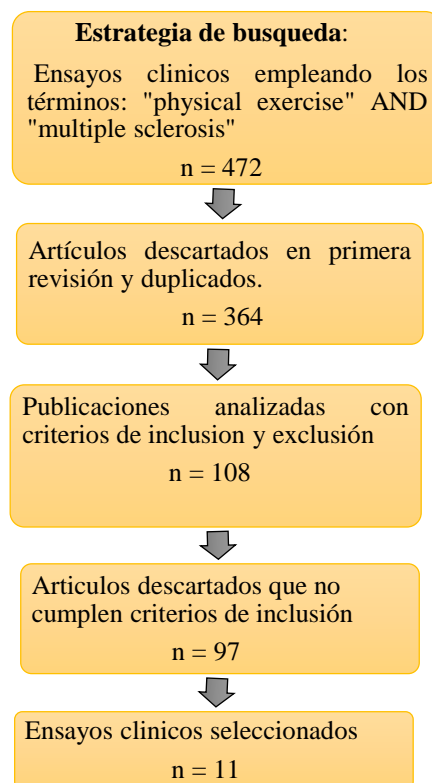 Estrategia de busqueda:
Ensayos clinicos empleando los
términos: "physical exercise" AND
"multiple sclerosis"
n = 472
Artículos descartados en primera
revisión y duplicados.
n = 364
Publicaciones analizadas con
criterios de inclusion y exclusión
n = 108
Articulos descartados que no
cumplen criterios de inclusión
n = 97
Ensayos clinicos seleccionados
n = 11